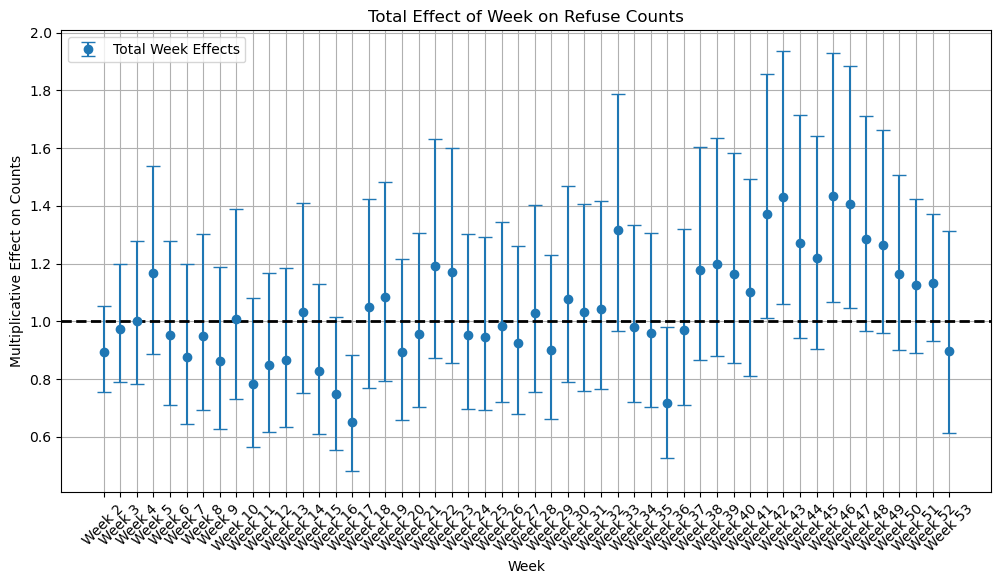 Total Effect of Week on Refuse Counts
Total Week Effects
Multiplicative Effect on Counts
2.0
1.8
1.6
1.4
1.2
1.0
0.8
0.6
Week 2
Week 3
Week 4
Week 5
Week 6
Week 7
Week 8
Week 9
Week 10
Week 11
Week 12
Week 13
Week 14
Week 15
Week 16
Week 17
Week 18
Week 19
Week 20
Week 21
Week 22
Week 23
Week 24
Week 25
Week 26
Week 27
Week 28
Week 29
Week 30
Week 31
Week 32
Week 33
Week 34
Week 35
Week 36
Week 37
Week 38
Week 39
Week 40
Week 41
Week 42
Week 43
Week 44
Week 45
Week 46
Week 47
Week 48
Week 49
Week 50
Week 51
Week 52
Week 53
Week